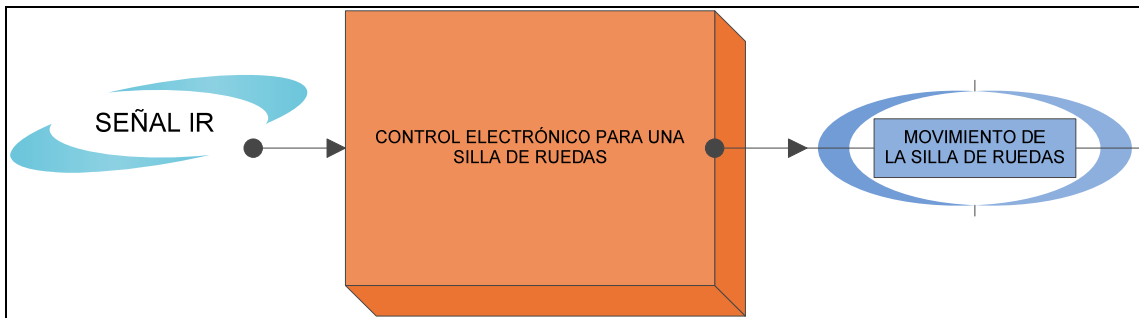 SEÑAL IR
CONTROL ELECTRÓNICO PARA UNA
SILLA DE RUEDAS
MOVIMIENTO DE
LA SILLA DE RUEDAS